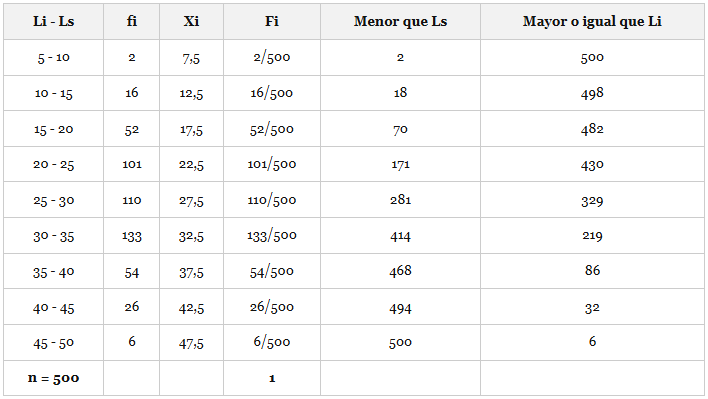 Li - Ls fi Xi Fi Menor que Ls Mayor o igual que Li
5 - 10 2 7,5 2/500 2 500
10 - 15 16 12,5 16/500 18 498
15 - 20 52 17,5 52/500 70 482
20 - 25 101 22,5 101/500 171 430
25 - 30 110 27,5 110/500 281 329
30 - 35 133 32,5 133/500 414 219
35 - 40 54 37,5 54/500 468 86
40 - 45 26 42,5 26/500 494 32
45 - 50 6 47,5 6/500 500 6
n = 500 1